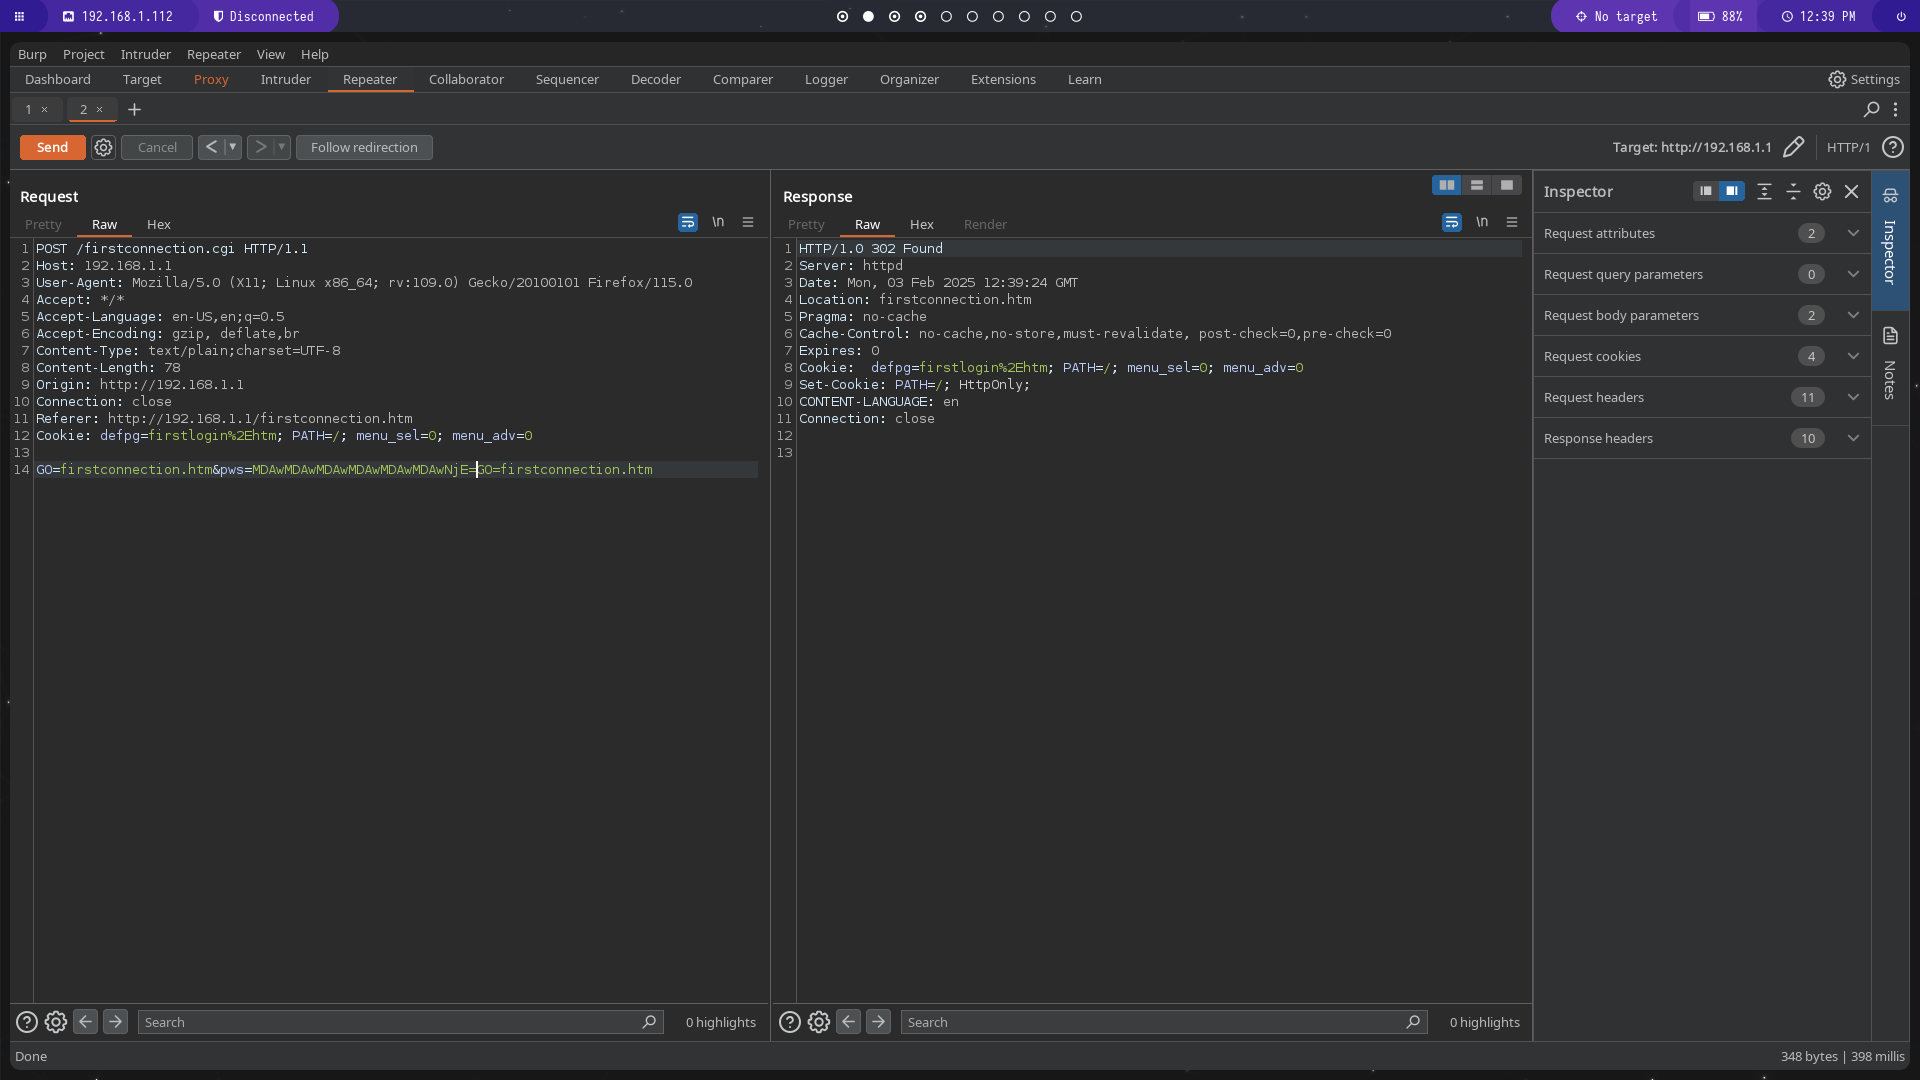 192.168.1.112 Disconnected No target 88% 12:39 PM
Burp Project Intruder Repeater View Help
Dashboard Target Proxy Intruder Repeater Collaborator Sequencer Decoder Comparer Logger Organizer Extensions Learn Settings
1 × 2 × +
Send Cancel < > Follow redirection Target: http://192.168.1.1 HTTP/1 ?
Request
Pretty Raw Hex \n
1 POST /firstconnection.cgi HTTP/1.1
2 Host: 192.168.1.1
3 User-Agent: Mozilla/5.0 (X11; Linux x86_64; rv:109.0) Gecko/20100101 Firefox/115.0
4 Accept: */*
5 Accept-Language: en-US,en;q=0.5
6 Accept-Encoding: gzip, deflate,br
7 Content-Type: text/plain;charset=UTF-8
8 Content-Length: 78
9 Origin: http://192.168.1.1
10 Connection: close
11 Referer: http://192.168.1.1/firstconnection.htm
12 Cookie: defpg=firstlogin%2Ehtm; PATH=/; menu_sel=0; menu_adv=0
13
14 GO=firstconnection.htm&pws=MDAwMDAwMDAwMDAwMDAwMDAwNjE=GO=firstconnection.htm
? Search 0 highlights
Response
Pretty Raw Hex Render \n
1 HTTP/1.0 302 Found
2 Server: httpd
3 Date: Mon, 03 Feb 2025 12:39:24 GMT
4 Location: firstconnection.htm
5 Pragma: no-cache
6 Cache-Control: no-cache,no-store,must-revalidate, post-check=0,pre-check=0
7 Expires: 0
8 Cookie:  defpg=firstlogin%2Ehtm; PATH=/; menu_sel=0; menu_adv=0
9 Set-Cookie: PATH=/; HttpOnly;
10 CONTENT-LANGUAGE: en
11 Connection: close
12
13
? Search 0 highlights
Inspector
Request attributes 2
Request query parameters 0
Request body parameters 2
Request cookies 4
Request headers 11
Response headers 10
Inspector
Notes
Done 348 bytes | 398 millis